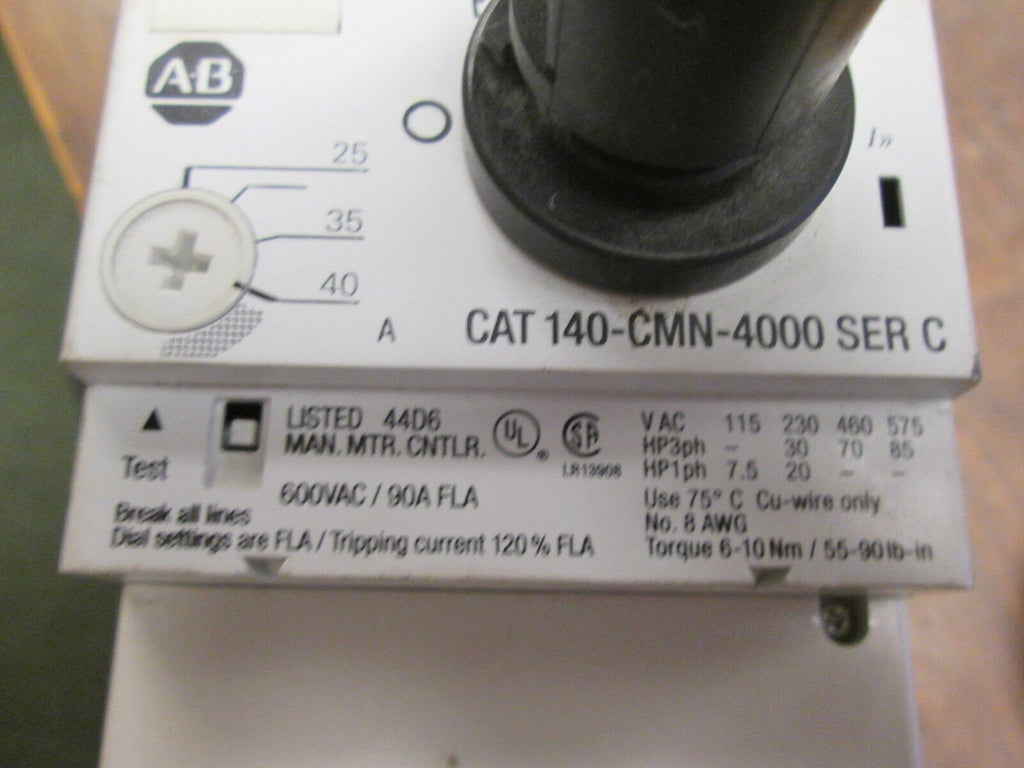 A-B
25
35
40
A
O
I»
CAT 140-CMN-4000 SER C
Test
LISTED 44D6
MAN. MTR. CNTLR.
600VAC / 90A FLA
Break all lines
Dial settings are FLA / Tripping current 120% FLA
UL
®
SA
LR13908
V AC 115 230 460 575
HP3ph - 30 70 85
HP1ph 7.5 20 - -
Use 75° C Cu-wire only
No. 8 AWG
Torque 6-10 Nm / 55-90 lb-in